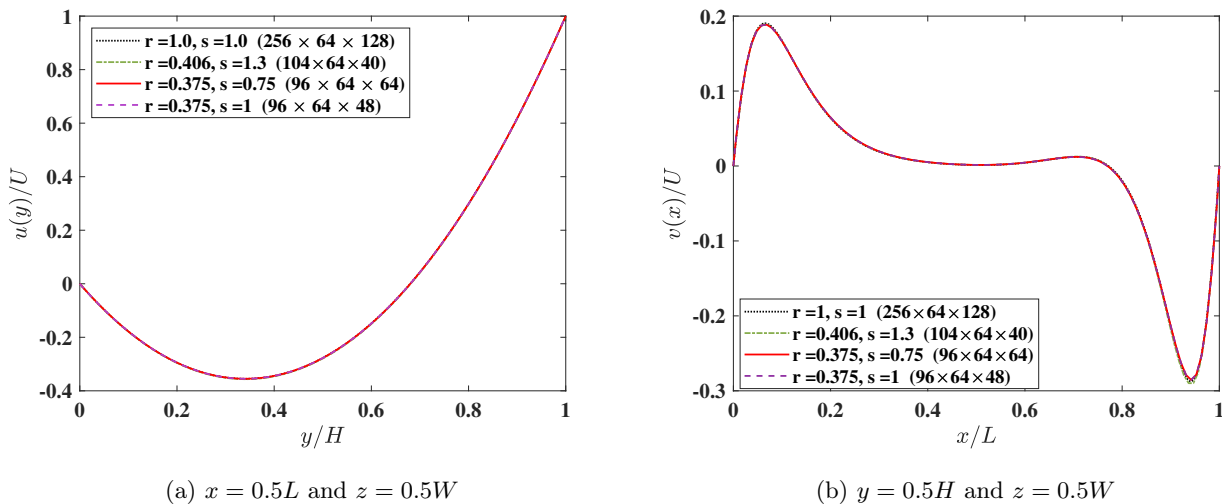 1
0.8
0.6
0.4
0.2
0
-0.2
-0.4
u(y)/U
r =1.0, s =1.0 (256 × 64 × 128)
r =0.406, s =1.3 (104×64×40)
r =0.375, s =0.75 (96 × 64 × 64)
r =0.375, s =1 (96 × 64 × 48)
0 0.2 0.4 0.6 0.8 1
y/H
(a) x = 0.5L and z = 0.5W
0.2
0.1
0
-0.1
-0.2
-0.3
v(x)/U
r =1, s =1 (256×64×128)
r =0.406, s =1.3 (104×64×40)
r =0.375, s =0.75 (96×64×64)
r =0.375, s =1 (96×64×48)
0 0.2 0.4 0.6 0.8 1
x/L
(b) y = 0.5H and z = 0.5W